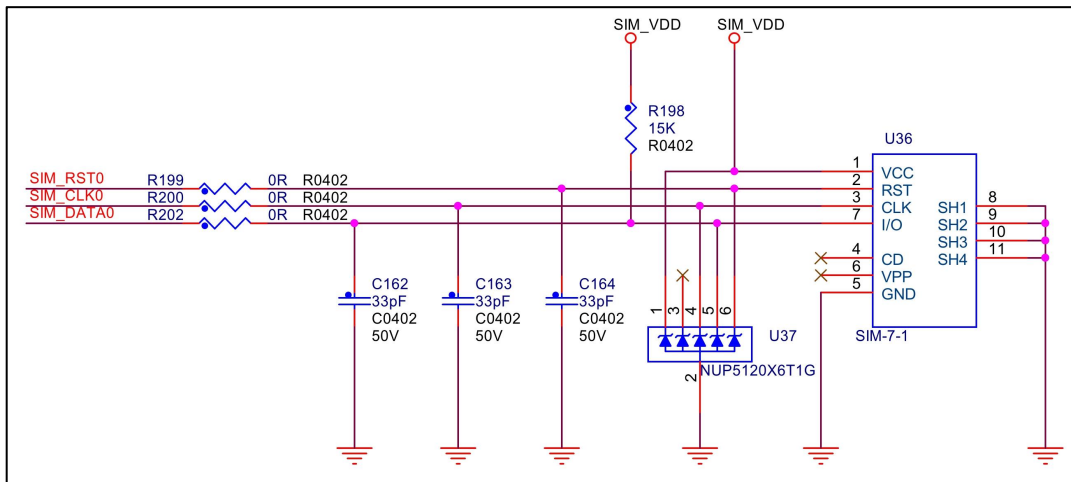 SIM_VDD SIM_VDD
R198
15K
R0402
U36
SIM_RST0 R199 0R R0402
SIM_CLK0 R200 0R R0402
SIM_DATA0 R202 0R R0402
1 VCC
2 RST
3 CLK SH1 8
7 I/O SH2 9
SH3 10
4 CD SH4 11
6 VPP
5 GND
SIM-7-1
C162
33pF
C0402
50V
C163
33pF
C0402
50V
C164
33pF
C0402
50V
1 3 4 5 6
U37
NUP5120X6T1G
2